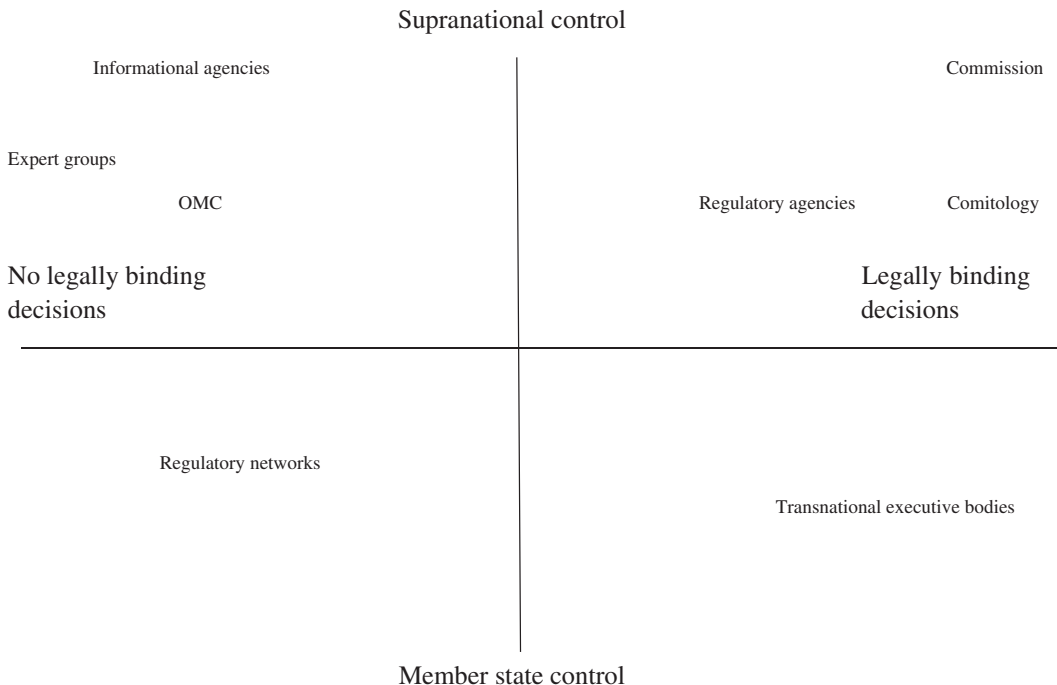 Supranational control
Informational agencies
Commission
Expert groups
OMC
Regulatory agencies
Comitology
No legally binding
decisions
Legally binding
decisions
Regulatory networks
Transnational executive bodies
Member state control